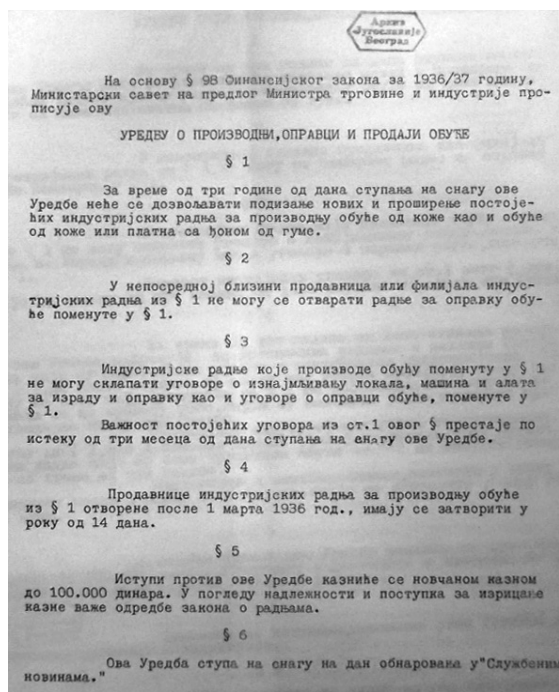 Архив
Југославије
Београд
На основу § 98 Финансијског закона за 1936/37 годину,
Министарски савет на предлог Министра трговине и индустрије про-
писује ову
УРЕДБУ О ПРОИЗВОДЊИ,ОПРАВЦИ И ПРОДАЈИ ОБУЋЕ
§ 1
За време од три године од дана ступања на снагу ове
Уредбе неће се дозвољавати подизање нових и проширење постоје-
ћих индустријских радња за производњу обуће од коже као и обуће
од коже или платна са ђоном од гуме.
§ 2
У непосредној близини продавница или филијала индус-
тријских радња из § 1 не могу се отварати радње за оправку обу-
ће поменуте у § 1.
§ 3
Индустријске радње које производе обућу поменуту у § 1
не могу склапати уговоре о изнајмљивању локала, машина и алата
за израду и оправку као и уговоре о оправци обуће, поменуте у
§ 1.
Важност постојећих уговора из ст.1 овог § престаје по
истеку од три месеца од дана ступања на снагу ове Уредбе.
§ 4
Продавнице индустријских радња за производњу обуће
из § 1 отворене после 1 марта 1936 год., имају се затворити у
року од 14 дана.
§ 5
Иступи против ове Уредбе казниће се новчаном казном
до 100.000 динара. У погледу надлежности и поступка за изрицање
казне важе одредбе закона о радњама.
§ 6
Ова Уредба ступа на снагу на дан обнаровања у"Службеним
новинама."